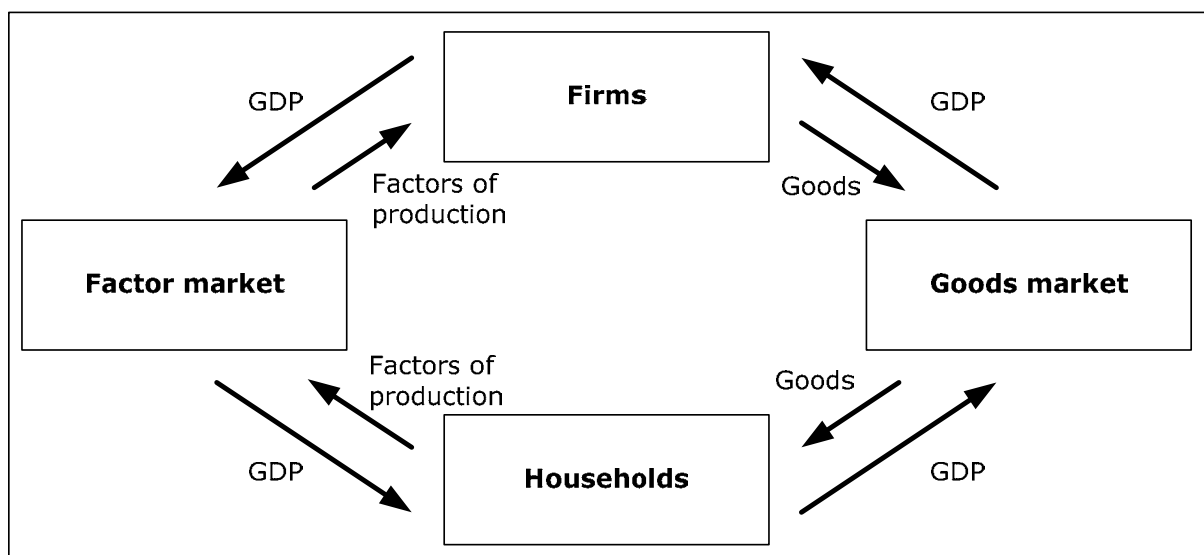 Firms
GDP
GDP
Factors of
production
Goods
Factor market
Goods market
Factors of
production
Goods
GDP
Households
GDP